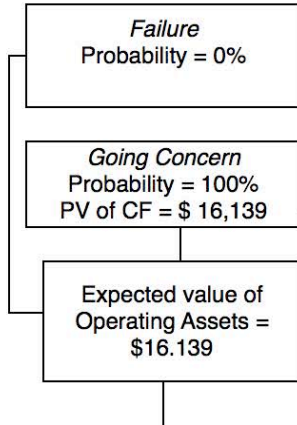 Failure
Probability = 0%
Going Concern
Probability = 100%
PV of CF = $ 16,139
Expected value of
Operating Assets =
$16.139